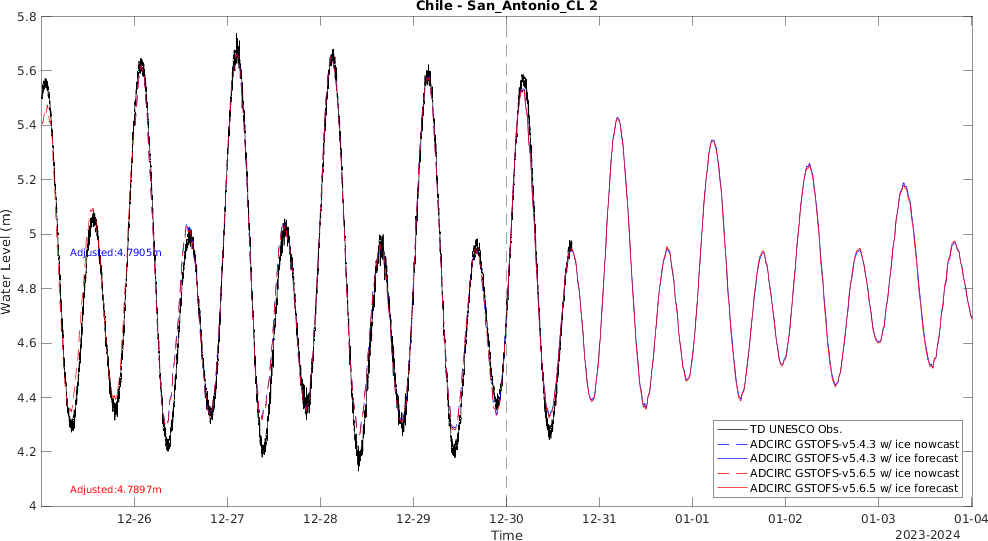 Chile - San_Antonio_CL 2
5.8
5.6
5.4
5.2
5
4.8
4.6
4.4
4.2
4
Water Level (m)
Adjusted:4.7905m
Adjusted:4.7897m
TD UNESCO Obs.
ADCIRC GSTOFS-v5.4.3 w/ ice nowcast
ADCIRC GSTOFS-v5.4.3 w/ ice forecast
ADCIRC GSTOFS-v5.6.5 w/ ice nowcast
ADCIRC GSTOFS-v5.6.5 w/ ice forecast
12-26 12-27 12-28 12-29 12-30 12-31 01-01 01-02 01-03 01-04
Time
2023-2024